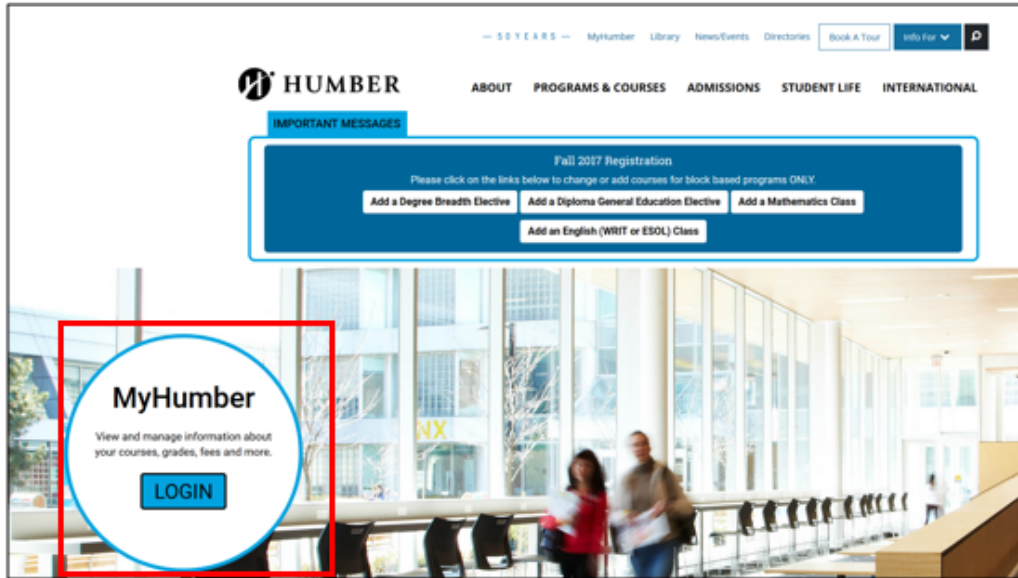 — 50 YEARS — MyHumber Library News/Events Directories Book A Tour Info For
HUMBER
ABOUT PROGRAMS & COURSES ADMISSIONS STUDENT LIFE INTERNATIONAL
IMPORTANT MESSAGES
Fall 2017 Registration
Please click on the links below to change or add courses for block based programs ONLY.
Add a Degree Breadth Elective Add a Diploma General Education Elective Add a Mathematics Class
Add an English (WRIT or ESOL) Class
MyHumber
View and manage information about
your courses, grades, fees and more.
LOGIN
NX